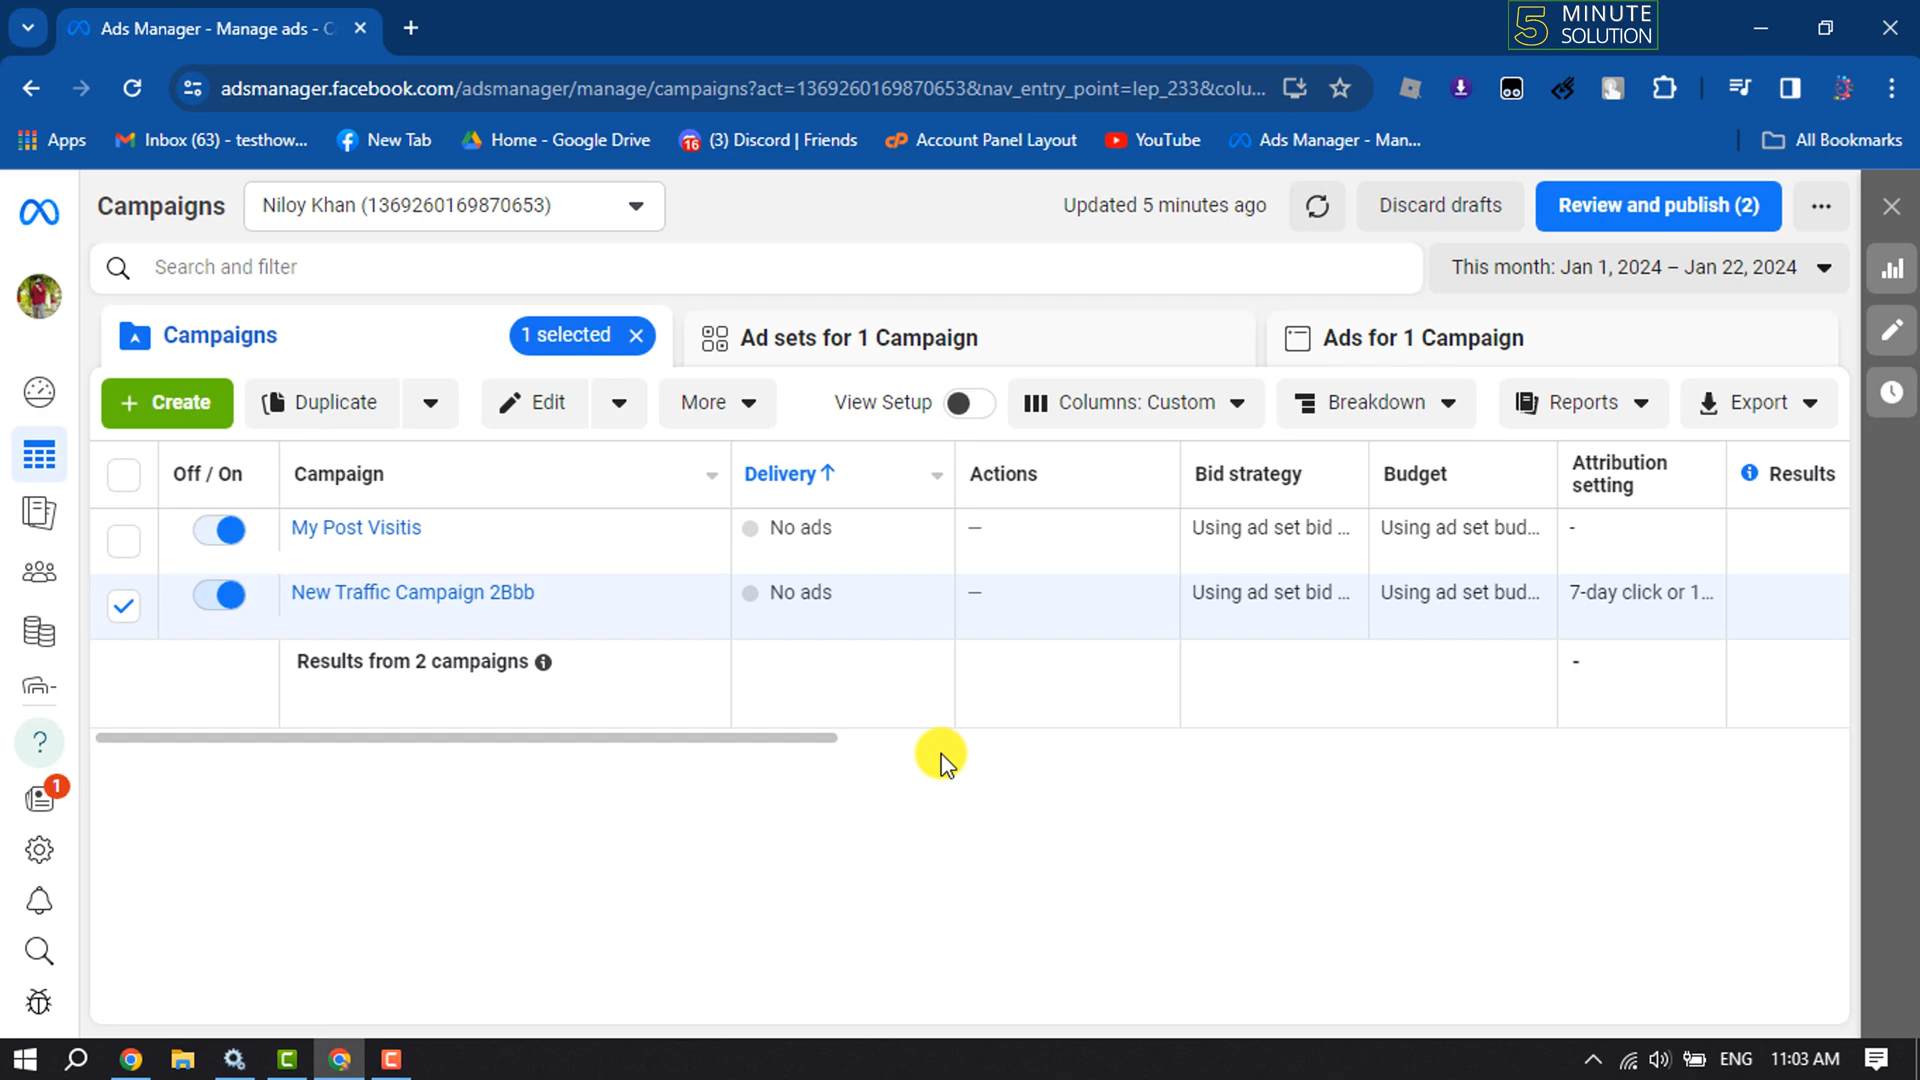 Ads Manager - Manage ads - C
5 MINUTE SOLUTION
adsmanager.facebook.com/adsmanager/manage/campaigns?act=1369260169870653&nav_entry_point=lep_233&colu...
Apps
Inbox (63) - testhow...
New Tab
Home - Google Drive
16
(3) Discord | Friends
Account Panel Layout
YouTube
Ads Manager - Man...
All Bookmarks
Campaigns
Niloy Khan (1369260169870653)
Updated 5 minutes ago
Discard drafts
Review and publish (2)
Search and filter
This month: Jan 1, 2024 – Jan 22, 2024
Campaigns
1 selected
Ad sets for 1 Campaign
Ads for 1 Campaign
+ Create
Duplicate
Edit
More
View Setup
Columns: Custom
Breakdown
Reports
Export
Off / On
Campaign
Delivery ↑
Actions
Bid strategy
Budget
Attribution setting
Results
My Post Visitis
No ads
—
Using ad set bid ...
Using ad set bud...
-
New Traffic Campaign 2Bbb
No ads
—
Using ad set bid ...
Using ad set bud...
7-day click or 1...
Results from 2 campaigns
-
1
ENG
11:03 AM